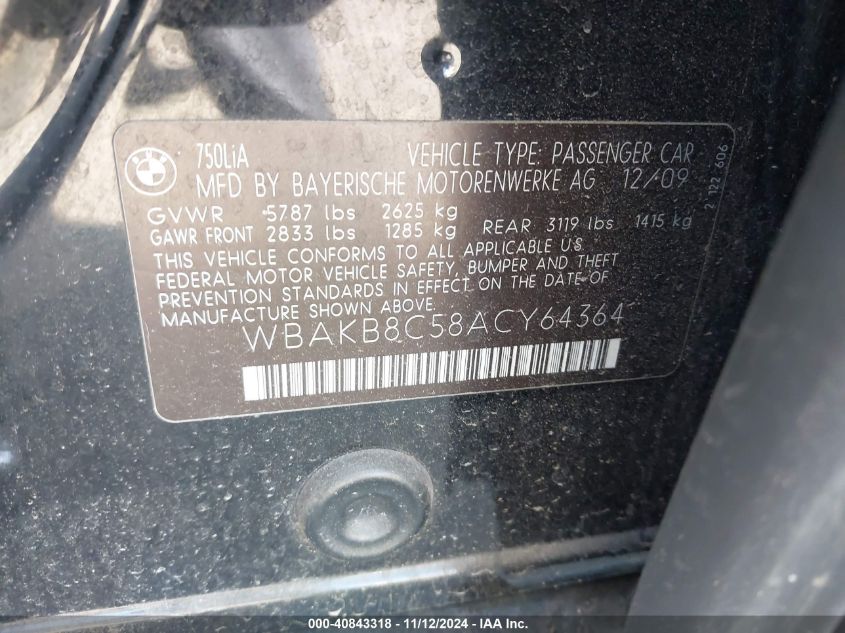 BMW
750LiA VEHICLE TYPE: PASSENGER CAR
MFD BY BAYERISCHE MOTORENWERKE AG 12/09
GVWR 5787 lbs 2625 kg
GAWR FRONT 2833 lbs 1285 kg REAR 3119 lbs 1415 kg
THIS VEHICLE CONFORMS TO ALL APPLICABLE U.S.
FEDERAL MOTOR VEHICLE SAFETY, BUMPER AND THEFT
PREVENTION STANDARDS IN EFFECT ON THE DATE OF
MANUFACTURE SHOWN ABOVE.
WBAKB8C58ACY64364
2 122 606
000-40843318 - 11/12/2024 - IAA Inc.